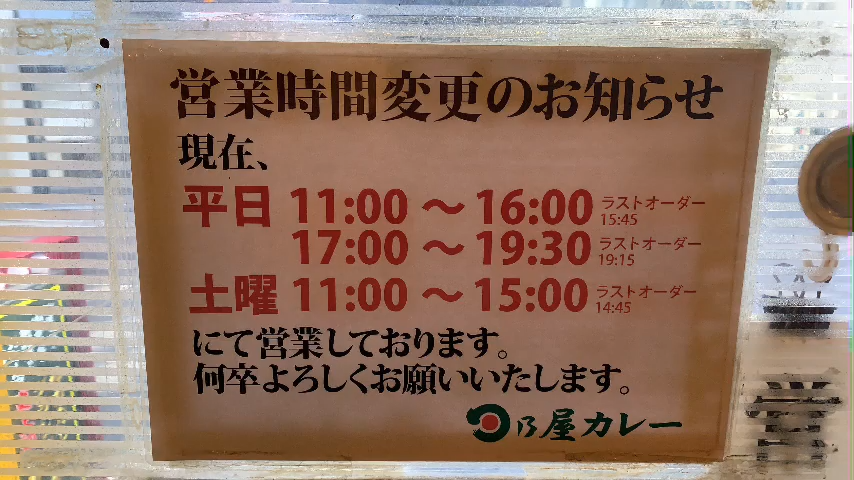 営業時間変更のお知らせ
現在、
平日 11:00 ～ 16:00 ラストオーダー 15:45
17:00 ～ 19:30 ラストオーダー 19:15
土曜 11:00 ～ 15:00 ラストオーダー 14:45
にて営業しております。
何卒よろしくお願いいたします。
日乃屋カレー
営